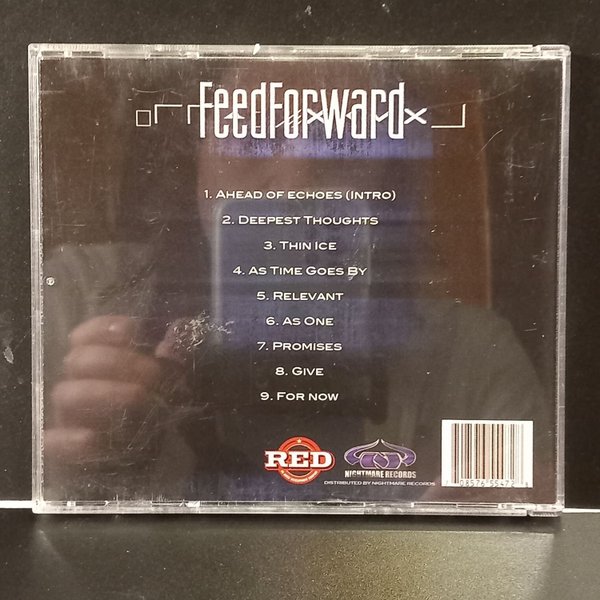 FeedForward
1. Ahead of echoes (Intro)
2. Deepest Thoughts
3. Thin Ice
4. As Time Goes By
5. Relevant
6. As One
7. Promises
8. Give
9. For now
RED
NIGHTMARE RECORDS
DISTRIBUTED BY NIGHTMARE RECORDS